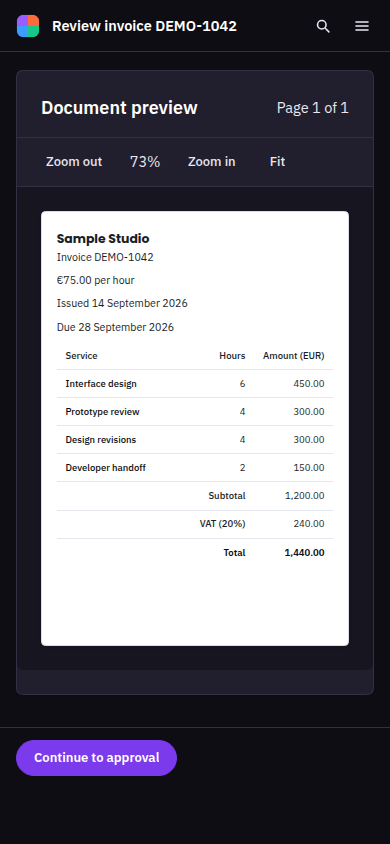 Review invoice DEMO-1042
Document preview Page 1 of 1
Zoom out 73% Zoom in Fit
Sample Studio
Invoice DEMO-1042
€75.00 per hour
Issued 14 September 2026
Due 28 September 2026
Service Hours Amount (EUR)
Interface design 6 450.00
Prototype review 4 300.00
Design revisions 4 300.00
Developer handoff 2 150.00
Subtotal 1,200.00
VAT (20%) 240.00
Total 1,440.00
Continue to approval